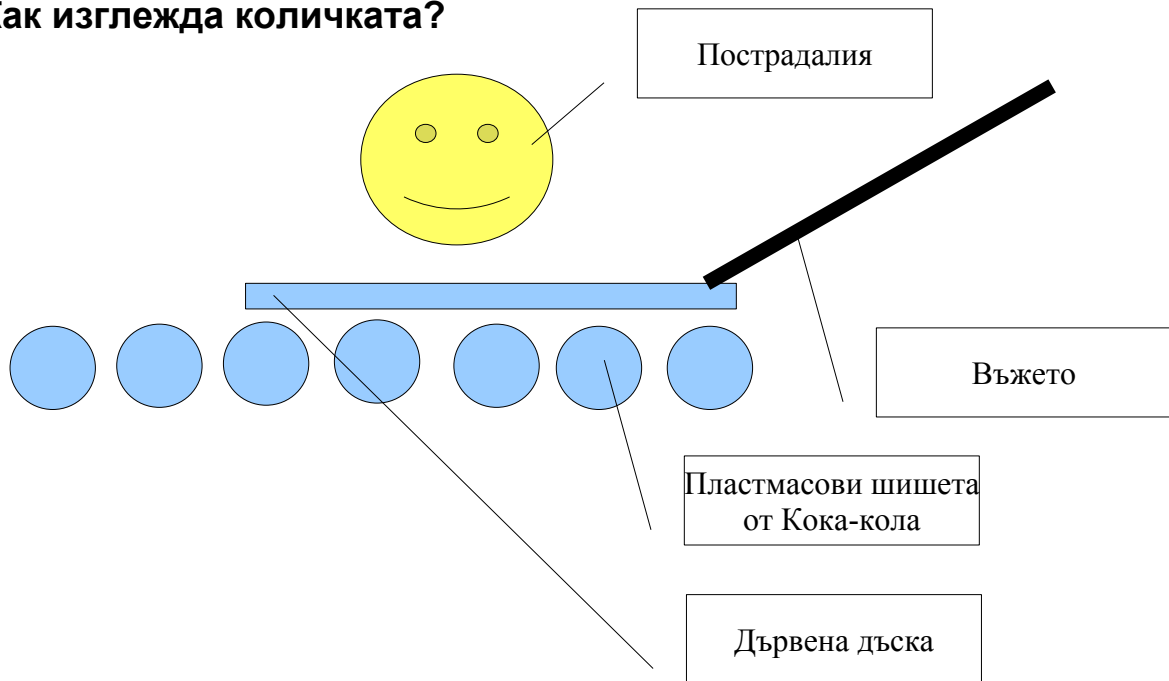 Как изглежда количката?
Пострадалия
Въжето
Пластмасови шишета
от Кока-кола
Дървена дъска